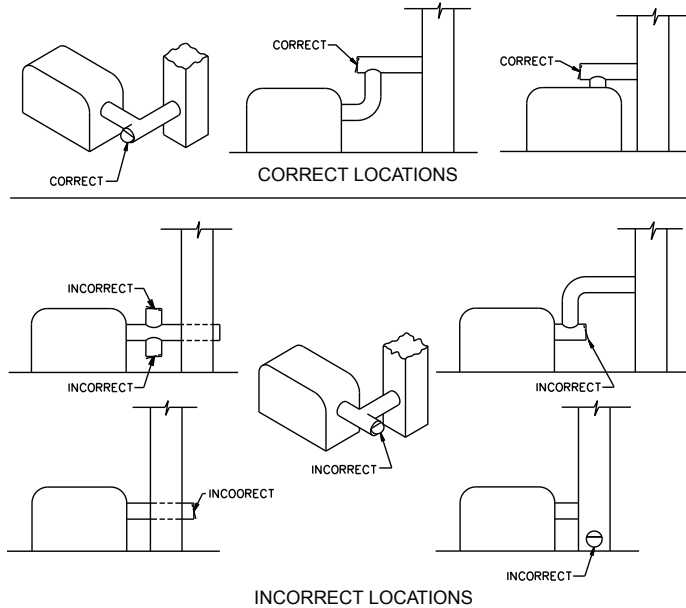 CORRECT
CORRECT
CORRECT
CORRECT LOCATIONS
INCORRECT
INCORRECT
INCORRECT
INCORRECT
INCOORECT
INCORRECT
INCORRECT LOCATIONS